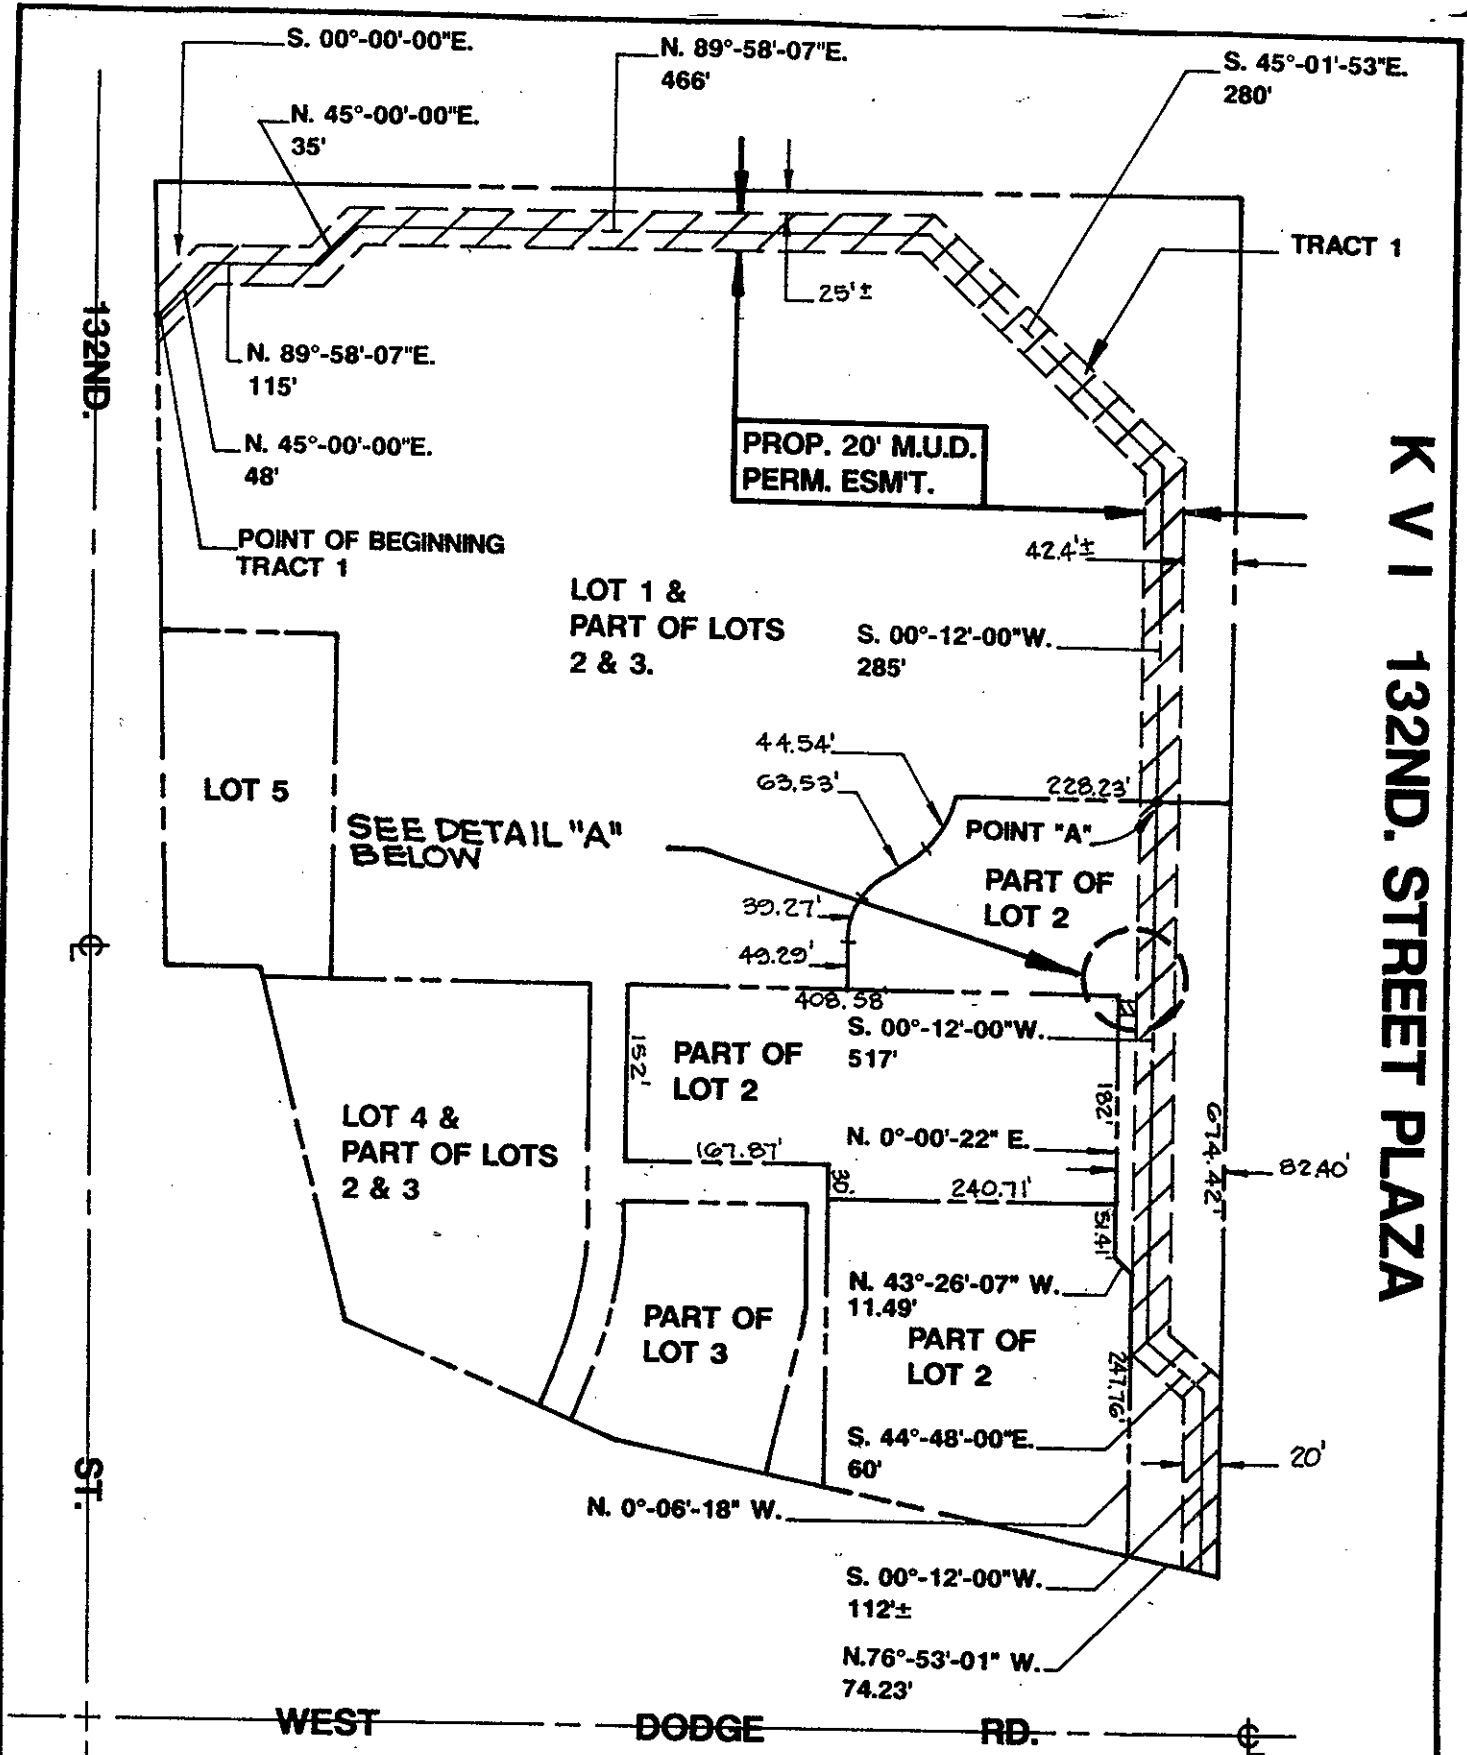 S. 00°-00'-00"E.
N. 89°-58'-07"E.
466'
S. 45°-01'-53"E.
280'
N. 45°-00'-00"E.
35'
TRACT 1
25'±
132ND.
N. 89°-58'-07"E.
115'
N. 45°-00'-00"E.
48'
PROP. 20' M.U.D.
PERM. ESM'T.
POINT OF BEGINNING
TRACT 1
42.4'±
LOT 1 &
PART OF LOTS
2 & 3.
S. 00°-12'-00"W.
285'
KVI 132ND. STREET PLAZA
44.54'
63.53'
228.23'
LOT 5
SEE DETAIL "A"
BELOW
POINT "A"
PART OF
LOT 2
39.27'
49.29'
408.58'
S. 00°-12'-00"W.
517'
152'
PART OF
LOT 2
182'
674.42'
LOT 4 &
PART OF LOTS
2 & 3
N. 0°-00'-22" E.
167.87'
30'
240.71'
82.40'
51.41'
N. 43°-26'-07" W.
11.49'
PART OF
LOT 3
PART OF
LOT 2
247.76'
S. 44°-48'-00"E.
60'
20'
ST.
N. 0°-06'-18" W.
S. 00°-12'-00"W.
112'±
N.76°-53'-01" W.
74.23'
WEST DODGE RD.